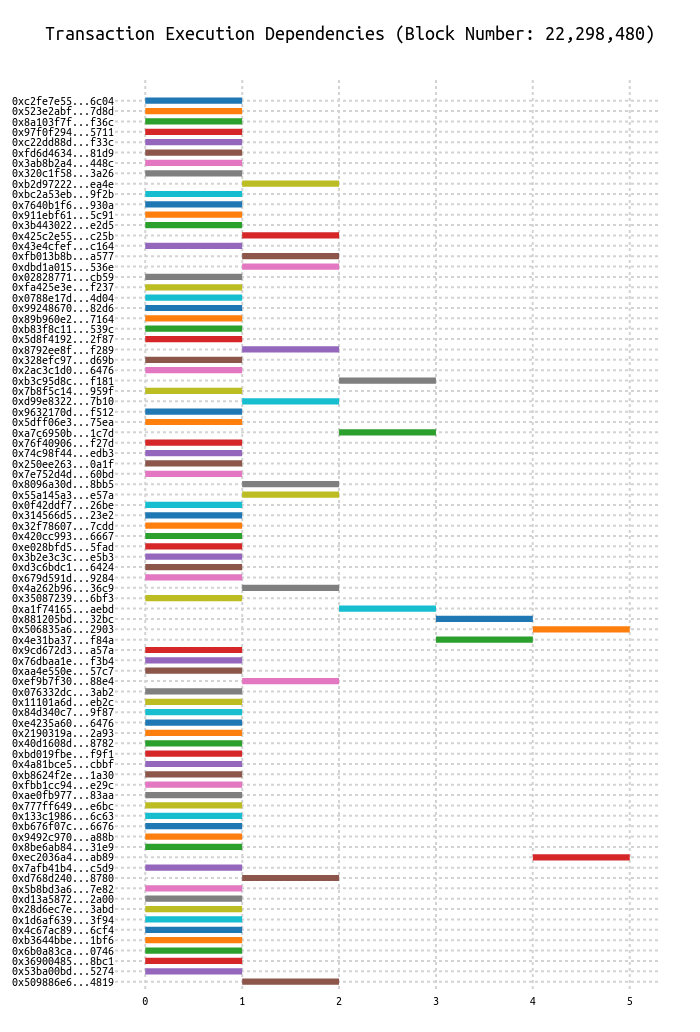 Transaction Execution Dependencies (Block Number: 22,298,480)
0xc2fe7e55...6c04
0x523e2abf...7d8d
0x8a103f7f...f36c
0x97f0f294...5711
0xc22dd88d...f33c
0xfd6d4634...81d9
0x3ab8b2a4...448c
0x320c1f58...3a26
0xb2d97222...ea4e
0xbc2a53eb...9f2b
0x7640b1f6...930a
0x911ebf61...5c91
0x3b443022...e2d5
0x425c2e55...c25b
0x43e4cfef...c164
0xfb013b8b...a577
0xdbd1a015...536e
0x02828771...cb59
0xfa425e3e...f237
0x0788e17d...4d04
0x99248670...82d6
0x89b960e2...7164
0xb83f8c11...539c
0x5d8f4192...2f87
0x8792ee8f...f289
0x328efc97...d69b
0x2ac3c1d0...6476
0xb3c95d8c...f181
0x7b8f5c14...959f
0xd99e8322...7b10
0x9632170d...f512
0x5dff06e3...75ea
0xa7c6950b...1c7d
0x76f40906...f27d
0x74c98f44...edb3
0x250ee263...0a1f
0x7e752d4d...60bd
0x8096a30d...8bb5
0x55a145a3...e57a
0x0f42ddf7...26be
0x314566d5...23e2
0x32f78607...7cdd
0x420cc993...6667
0xe028bfd5...5fad
0x3b2e3c3c...e5b3
0xd3c6bdc1...6424
0x679d591d...9284
0x4a262b96...36c9
0x35087239...6bf3
0xa1f74165...aebd
0x881205bd...32bc
0x506835a6...2903
0x4e31ba37...f84a
0x9cd672d3...a57a
0x76dbaa1e...f3b4
0xaa4e550e...57c7
0xef9b7f30...88e4
0x076332dc...3ab2
0x11101a6d...eb2c
0x84d340c7...9f87
0xe4235a60...6476
0x2190319a...2a93
0x40d1608d...8782
0xbd019fbe...f9f1
0x4a81bce5...cbbf
0xb8624f2e...1a30
0xfbb1cc94...e29c
0xae0fb977...83aa
0x777ff649...e6bc
0x133c1986...6c63
0xb676f07c...6676
0x9492c970...a88b
0x8be6ab84...31e9
0xec2036a4...ab89
0x7afb41b4...c5d9
0xd768d240...8780
0x5b8bd3a6...7e82
0xd13a5872...2a00
0x28d6ec7e...3abd
0x1d6af639...3f94
0x4c67ac89...6cf4
0xb3644bbe...1bf6
0x6b0a83ca...0746
0x36900485...8bc1
0x53ba00bd...5274
0x509886e6...4819
0 1 2 3 4 5